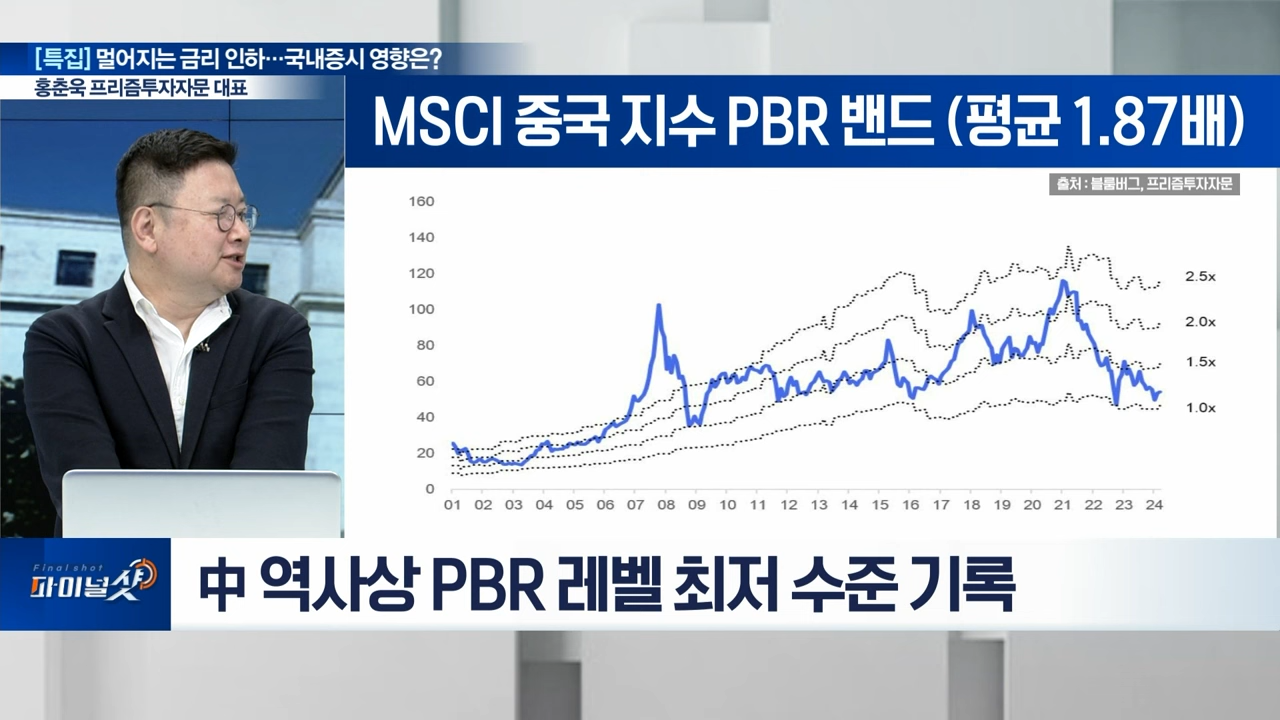 [특집] 멀어지는 금리 인하…국내증시 영향은?
홍춘욱 프리즘투자자문 대표
MSCI 중국 지수 PBR 밴드 (평균 1.87배)
출처 : 블룸버그, 프리즘투자자문
160
140
120
100
80
60
40
20
0
2.5x
2.0x
1.5x
1.0x
01 02 03 04 05 06 07 08 09 10 11 12 13 14 15 16 17 18 19 20 21 22 23 24
Final shot
파이널샷
中 역사상 PBR 레벨 최저 수준 기록